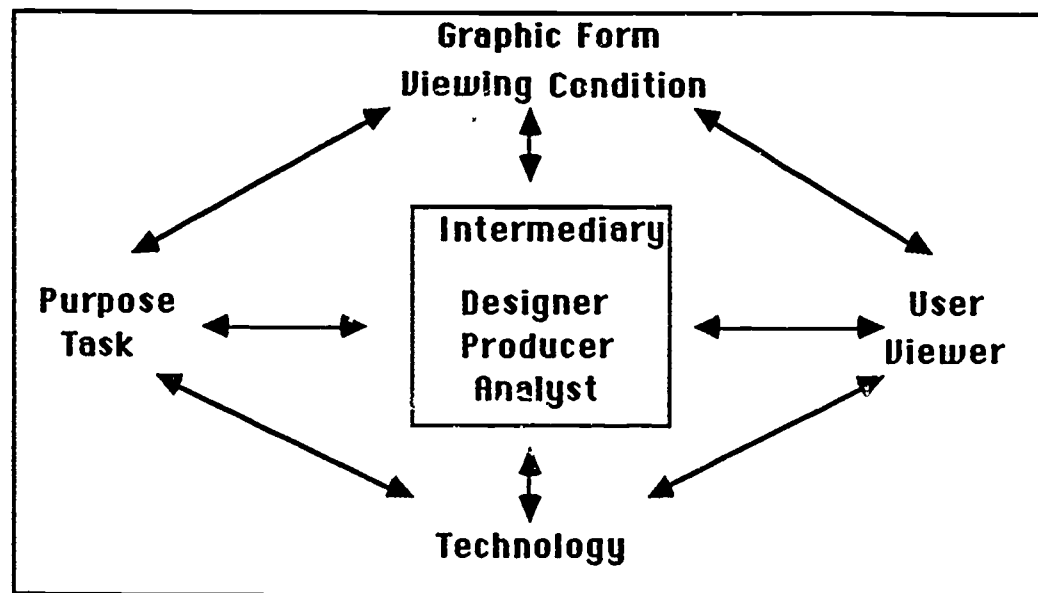 Graphic Form
Viewing Condition
Intermediary
Designer
Producer
Analyst
Purpose
Task
User
Viewer
Technology